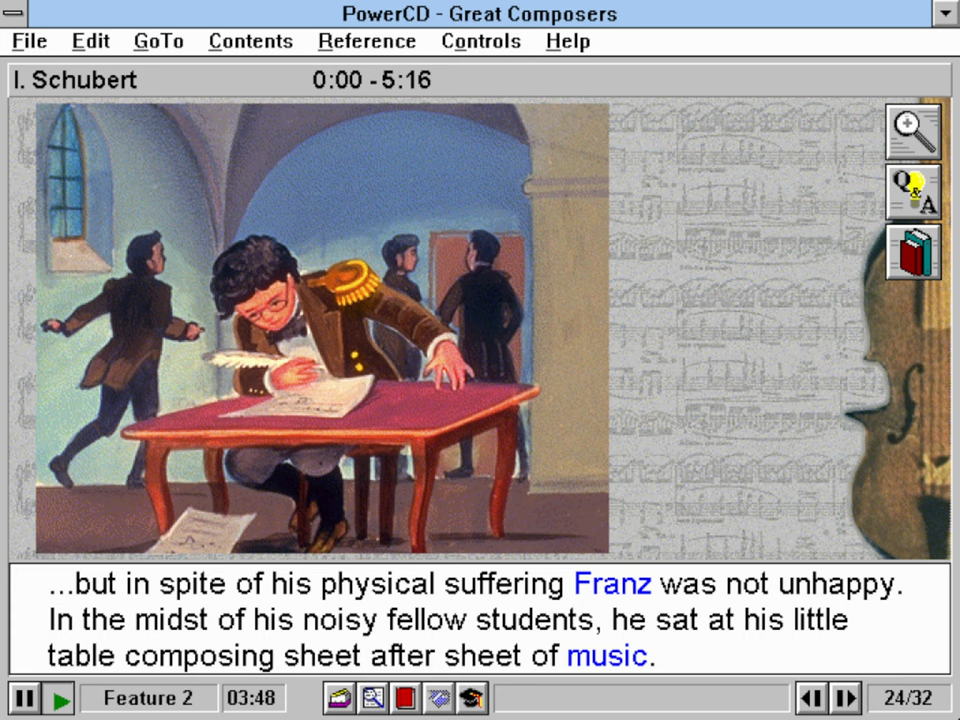 PowerCD - Great Composers
File Edit GoTo Contents Reference Controls Help
I. Schubert 0:00 - 5:16
Q & A
...but in spite of his physical suffering Franz was not unhappy.
In the midst of his noisy fellow students, he sat at his little
table composing sheet after sheet of music.
Feature 2 03:48 24/32